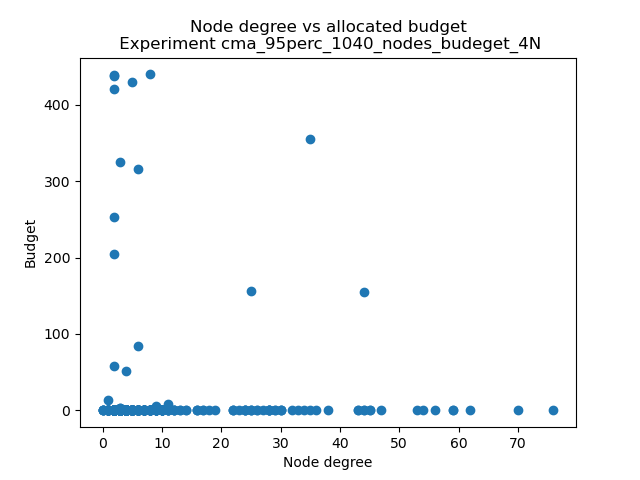 Node degree vs allocated budget
Experiment cma_95perc_1040_nodes_budeget_4N
400
300
200
100
0
Budget
0 10 20 30 40 50 60 70
Node degree